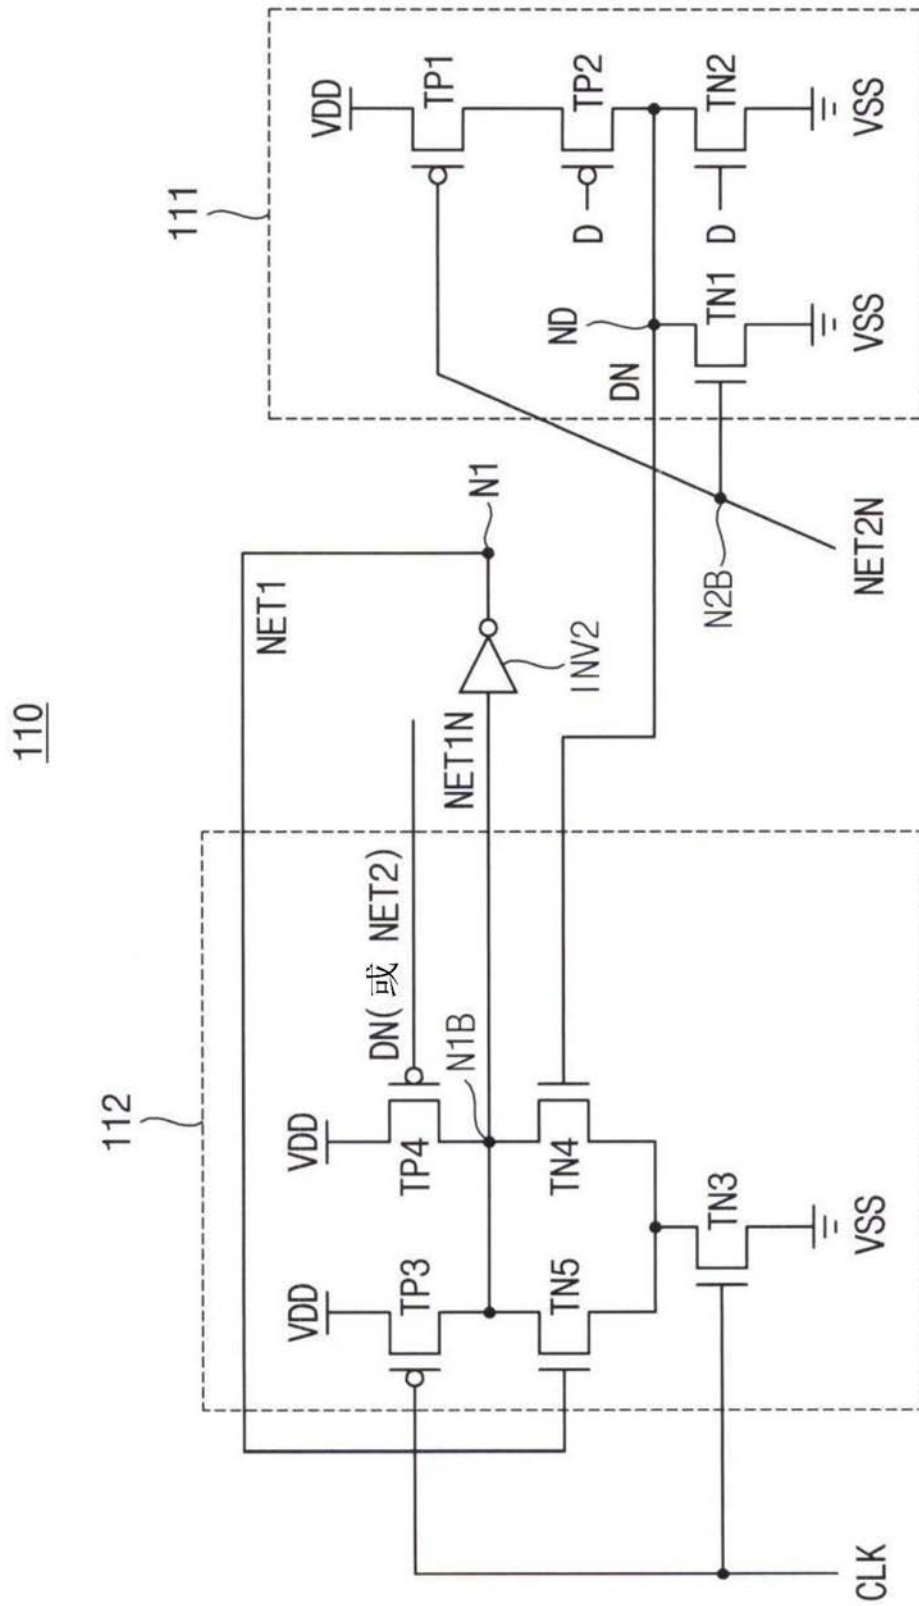 110
112
111
VDD
VDD
VDD
TP3
TP4
TP1
DN(或 NET2)
NET1
N1B
NET1N
N1
INV2
D
TP2
TN5
TN4
ND
DN
TN3
VSS
N2B
TN1
D
TN2
VSS
VSS
CLK
NET2N